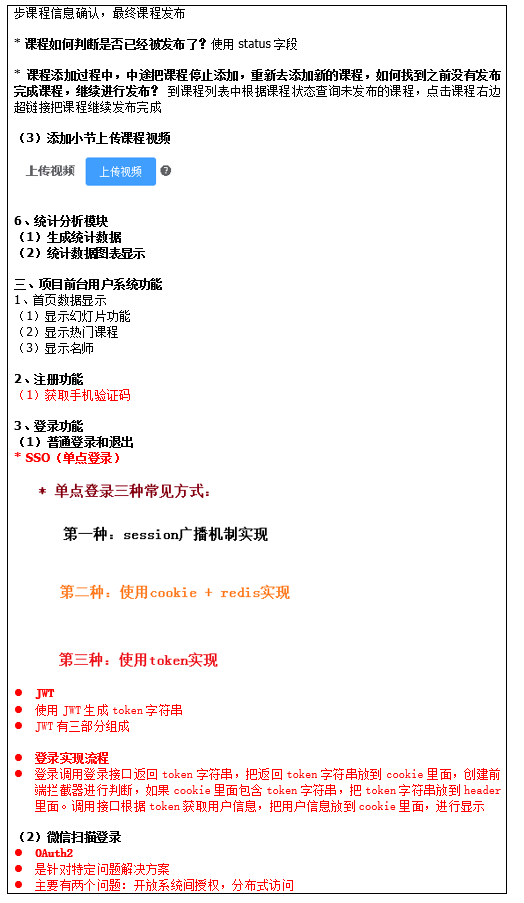 步课程信息确认，最终课程发布
* 课程如何判断是否已经被发布了？使用 status 字段
* 课程添加过程中，中途把课程停止添加，重新去添加新的课程，如何找到之前没有发布
完成课程，继续进行发布？ 到课程列表中根据课程状态查询未发布的课程，点击课程右边
超链接把课程继续发布完成
（3）添加小节上传课程视频
上传视频 上传视频 ?
6、统计分析模块
（1）生成统计数据
（2）统计数据图表显示
三、项目前台用户系统功能
1、首页数据显示
（1）显示幻灯片功能
（2）显示热门课程
（3）显示名师
2、注册功能
（1）获取手机验证码
3、登录功能
（1）普通登录和退出
* SSO（单点登录）
* 单点登录三种常见方式：
第一种：session广播机制实现
第二种：使用cookie + redis实现
第三种：使用token实现
● JWT
● 使用 JWT 生成 token 字符串
● JWT 有三部分组成
● 登录实现流程
● 登录调用登录接口返回 token 字符串，把返回 token 字符串放到 cookie 里面，创建前
端拦截器进行判断，如果 cookie 里面包含 token 字符串，把 token 字符串放到 header
里面。调用接口根据 token 获取用户信息，把用户信息放到 cookie 里面，进行显示
（2）微信扫描登录
● OAuth2
● 是针对特定问题解决方案
● 主要有两个问题：开放系统间授权，分布式访问